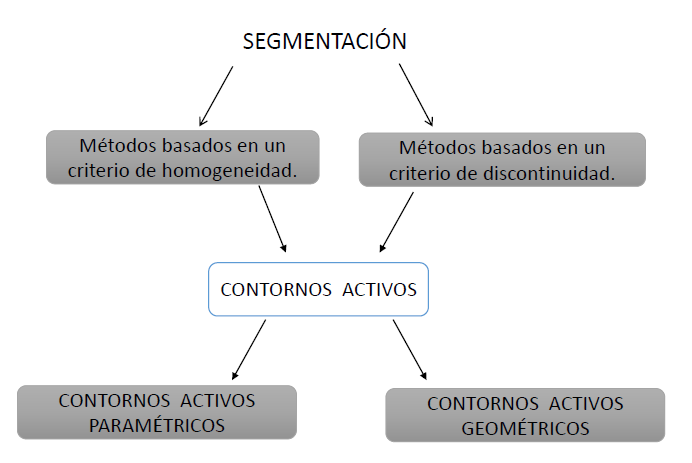 SEGMENTACIÓN
Métodos basados en un
criterio de homogeneidad.
Métodos basados en un
criterio de discontinuidad.
CONTORNOS ACTIVOS
CONTORNOS ACTIVOS
PARAMÉTRICOS
CONTORNOS ACTIVOS
GEOMÉTRICOS